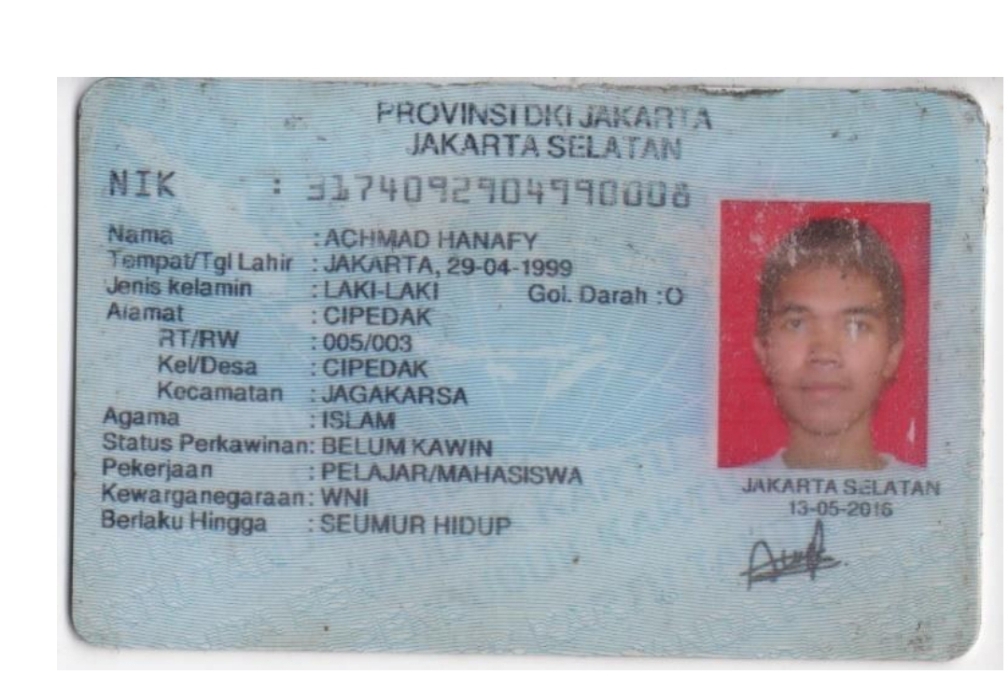 PROVINSI DKI JAKARTA
JAKARTA SELATAN
NIK : 3174092904990008
Nama : ACHMAD HANAFY
Tempat/Tgl Lahir : JAKARTA, 29-04-1999
Jenis kelamin : LAKI-LAKI Gol. Darah : O
Alamat : CIPEDAK
RT/RW : 005/003
Kel/Desa : CIPEDAK
Kecamatan : JAGAKARSA
Agama : ISLAM
Status Perkawinan: BELUM KAWIN
Pekerjaan : PELAJAR/MAHASISWA
Kewarganegaraan: WNI
Berlaku Hingga : SEUMUR HIDUP
JAKARTA SELATAN
13-05-2016